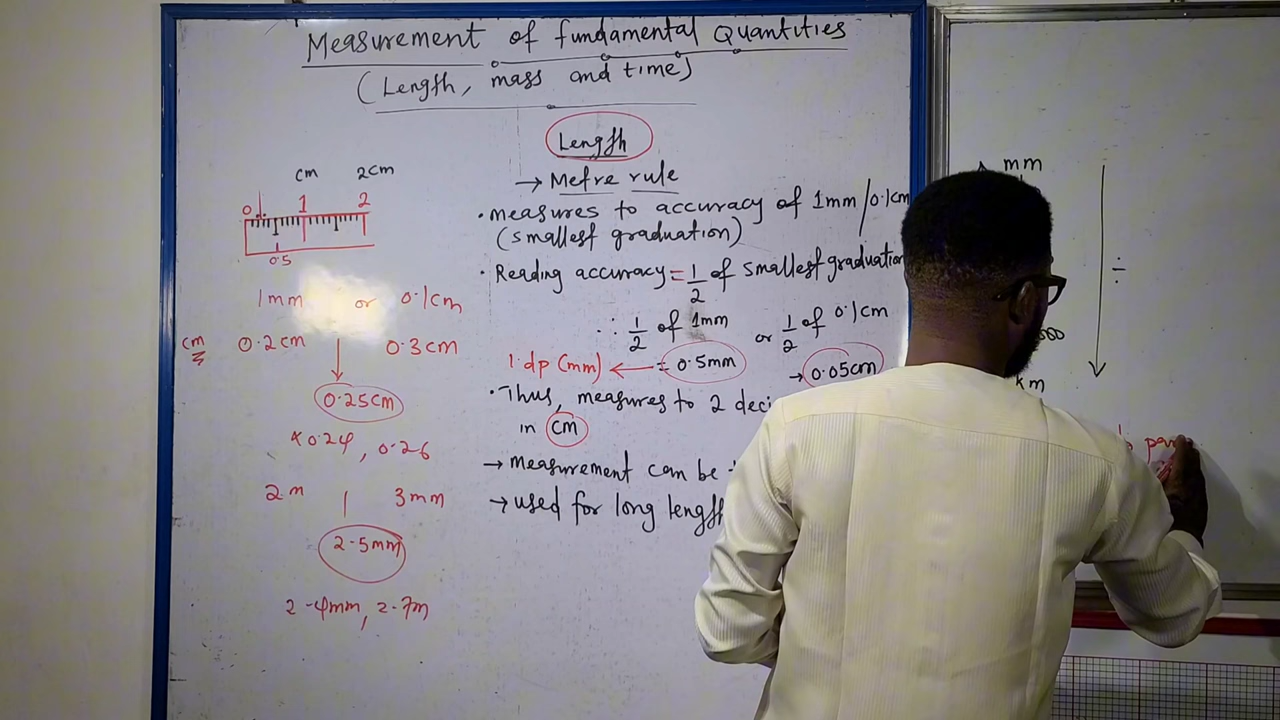 Measurement of fundamental Quantities
(Length, mass and time)
Length
→ Metre rule
• measures to accuracy of 1mm/0.1cm
(smallest graduation)
• Reading accuracy = 1/2 of smallest graduation
∴ 1/2 of 1mm or 1/2 of 0.1cm
1.dp (mm) ← = 0.5mm → 0.05cm
• Thus, measures to 2
in cm
→ measurement can be
→ used for long length
cm 2cm
0 1 2
0.5
1mm or 0.1cm
cm 0.2cm 0.3cm
0.25cm
0.24, 0.26
2m 3mm
2.5mm
2.4mm, 2.7m
mm
÷
km